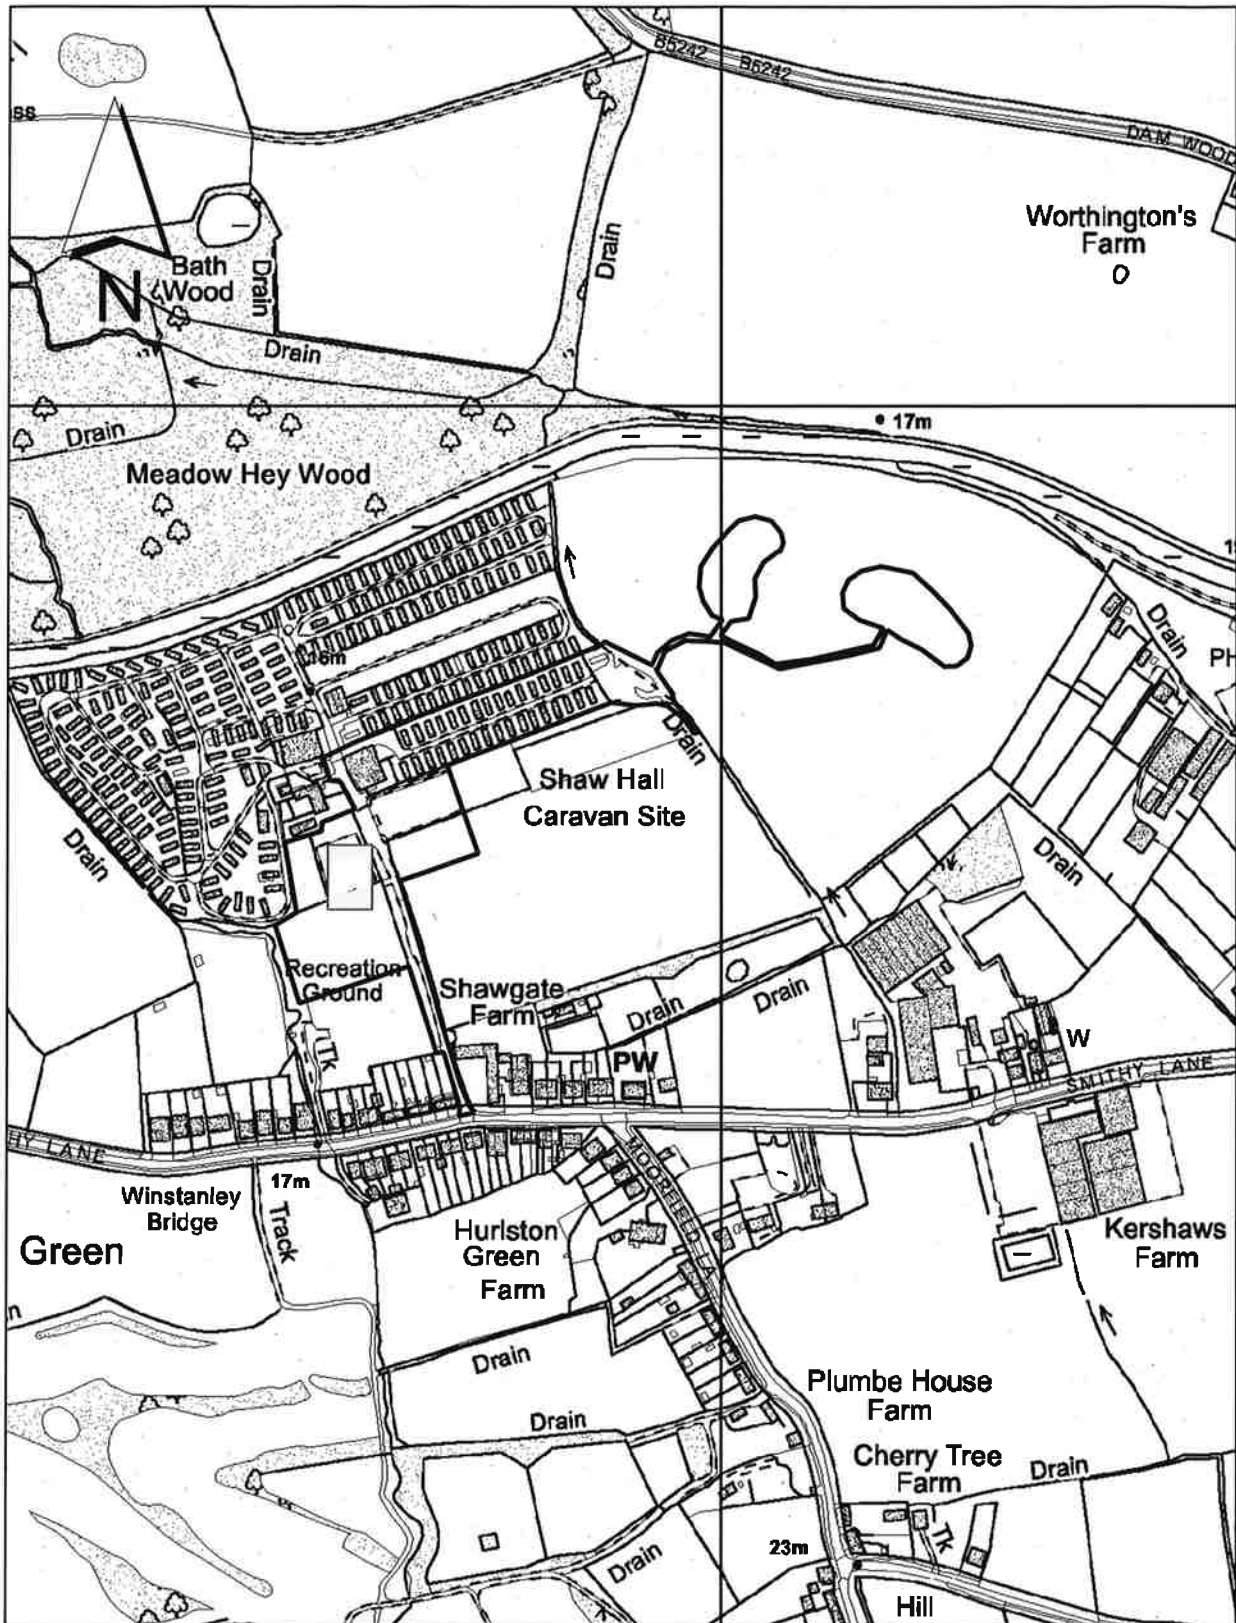 B5242
B5242
ss
DAM WOOD
Worthington's
Farm
Drain
Bath
Wood
Drain
N
Drain
17m
Drain
Meadow Hey Wood
Drain
PH
16m
Drain
Shaw Hall
Caravan Site
Drain
Drain
Recreation
Ground
Shawgate
Farm
Drain
Drain
Tk
PW
W
SMITHY LANE
HY LANE
MOORFIELD LA
Winstanley
Bridge
17m
Track
Green
Hurlston
Green
Farm
Kershaws
Farm
n
Drain
Plumbe House
Farm
Drain
Cherry Tree
Farm
Drain
Tk
23m
Drain
Hill